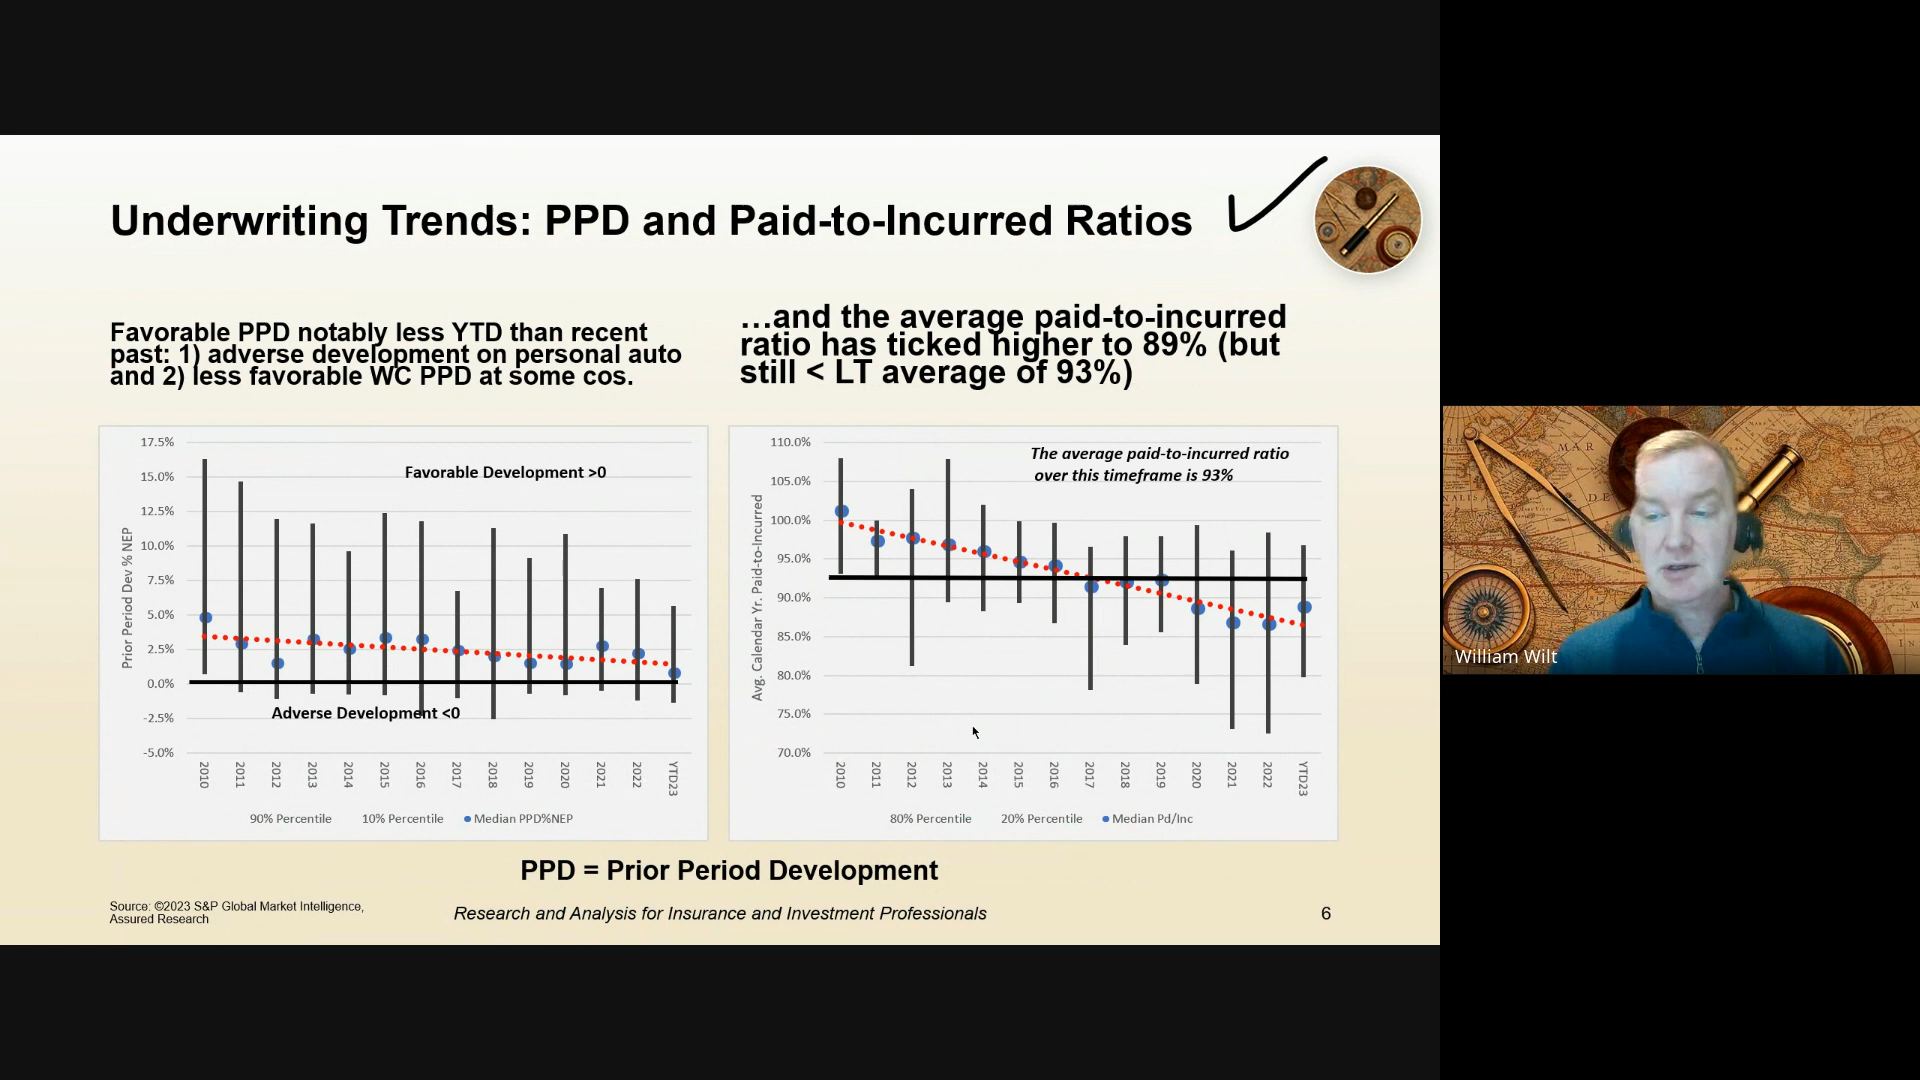 Underwriting Trends: PPD and Paid-to-Incurred Ratios
Favorable PPD notably less YTD than recent
past: 1) adverse development on personal auto
and 2) less favorable WC PPD at some cos.
…and the average paid-to-incurred
ratio has ticked higher to 89% (but
still < LT average of 93%)
Prior Period Dev % NEP
17.5%
15.0%
12.5%
10.0%
7.5%
5.0%
2.5%
0.0%
-2.5%
-5.0%
Favorable Development >0
Adverse Development <0
2010 2011 2012 2013 2014 2015 2016 2017 2018 2019 2020 2021 2022 YTD23
90% Percentile 10% Percentile Median PPD%NEP
Avg. Calendar Yr. Paid-to-Incurred
110.0%
105.0%
100.0%
95.0%
90.0%
85.0%
80.0%
75.0%
70.0%
The average paid-to-incurred ratio
over this timeframe is 93%
2010 2011 2012 2013 2014 2015 2016 2017 2018 2019 2020 2021 2022 YTD23
80% Percentile 20% Percentile Median Pd/Inc
PPD = Prior Period Development
Source: ©2023 S&P Global Market Intelligence,
Assured Research
Research and Analysis for Insurance and Investment Professionals
6
MAR
William Wilt